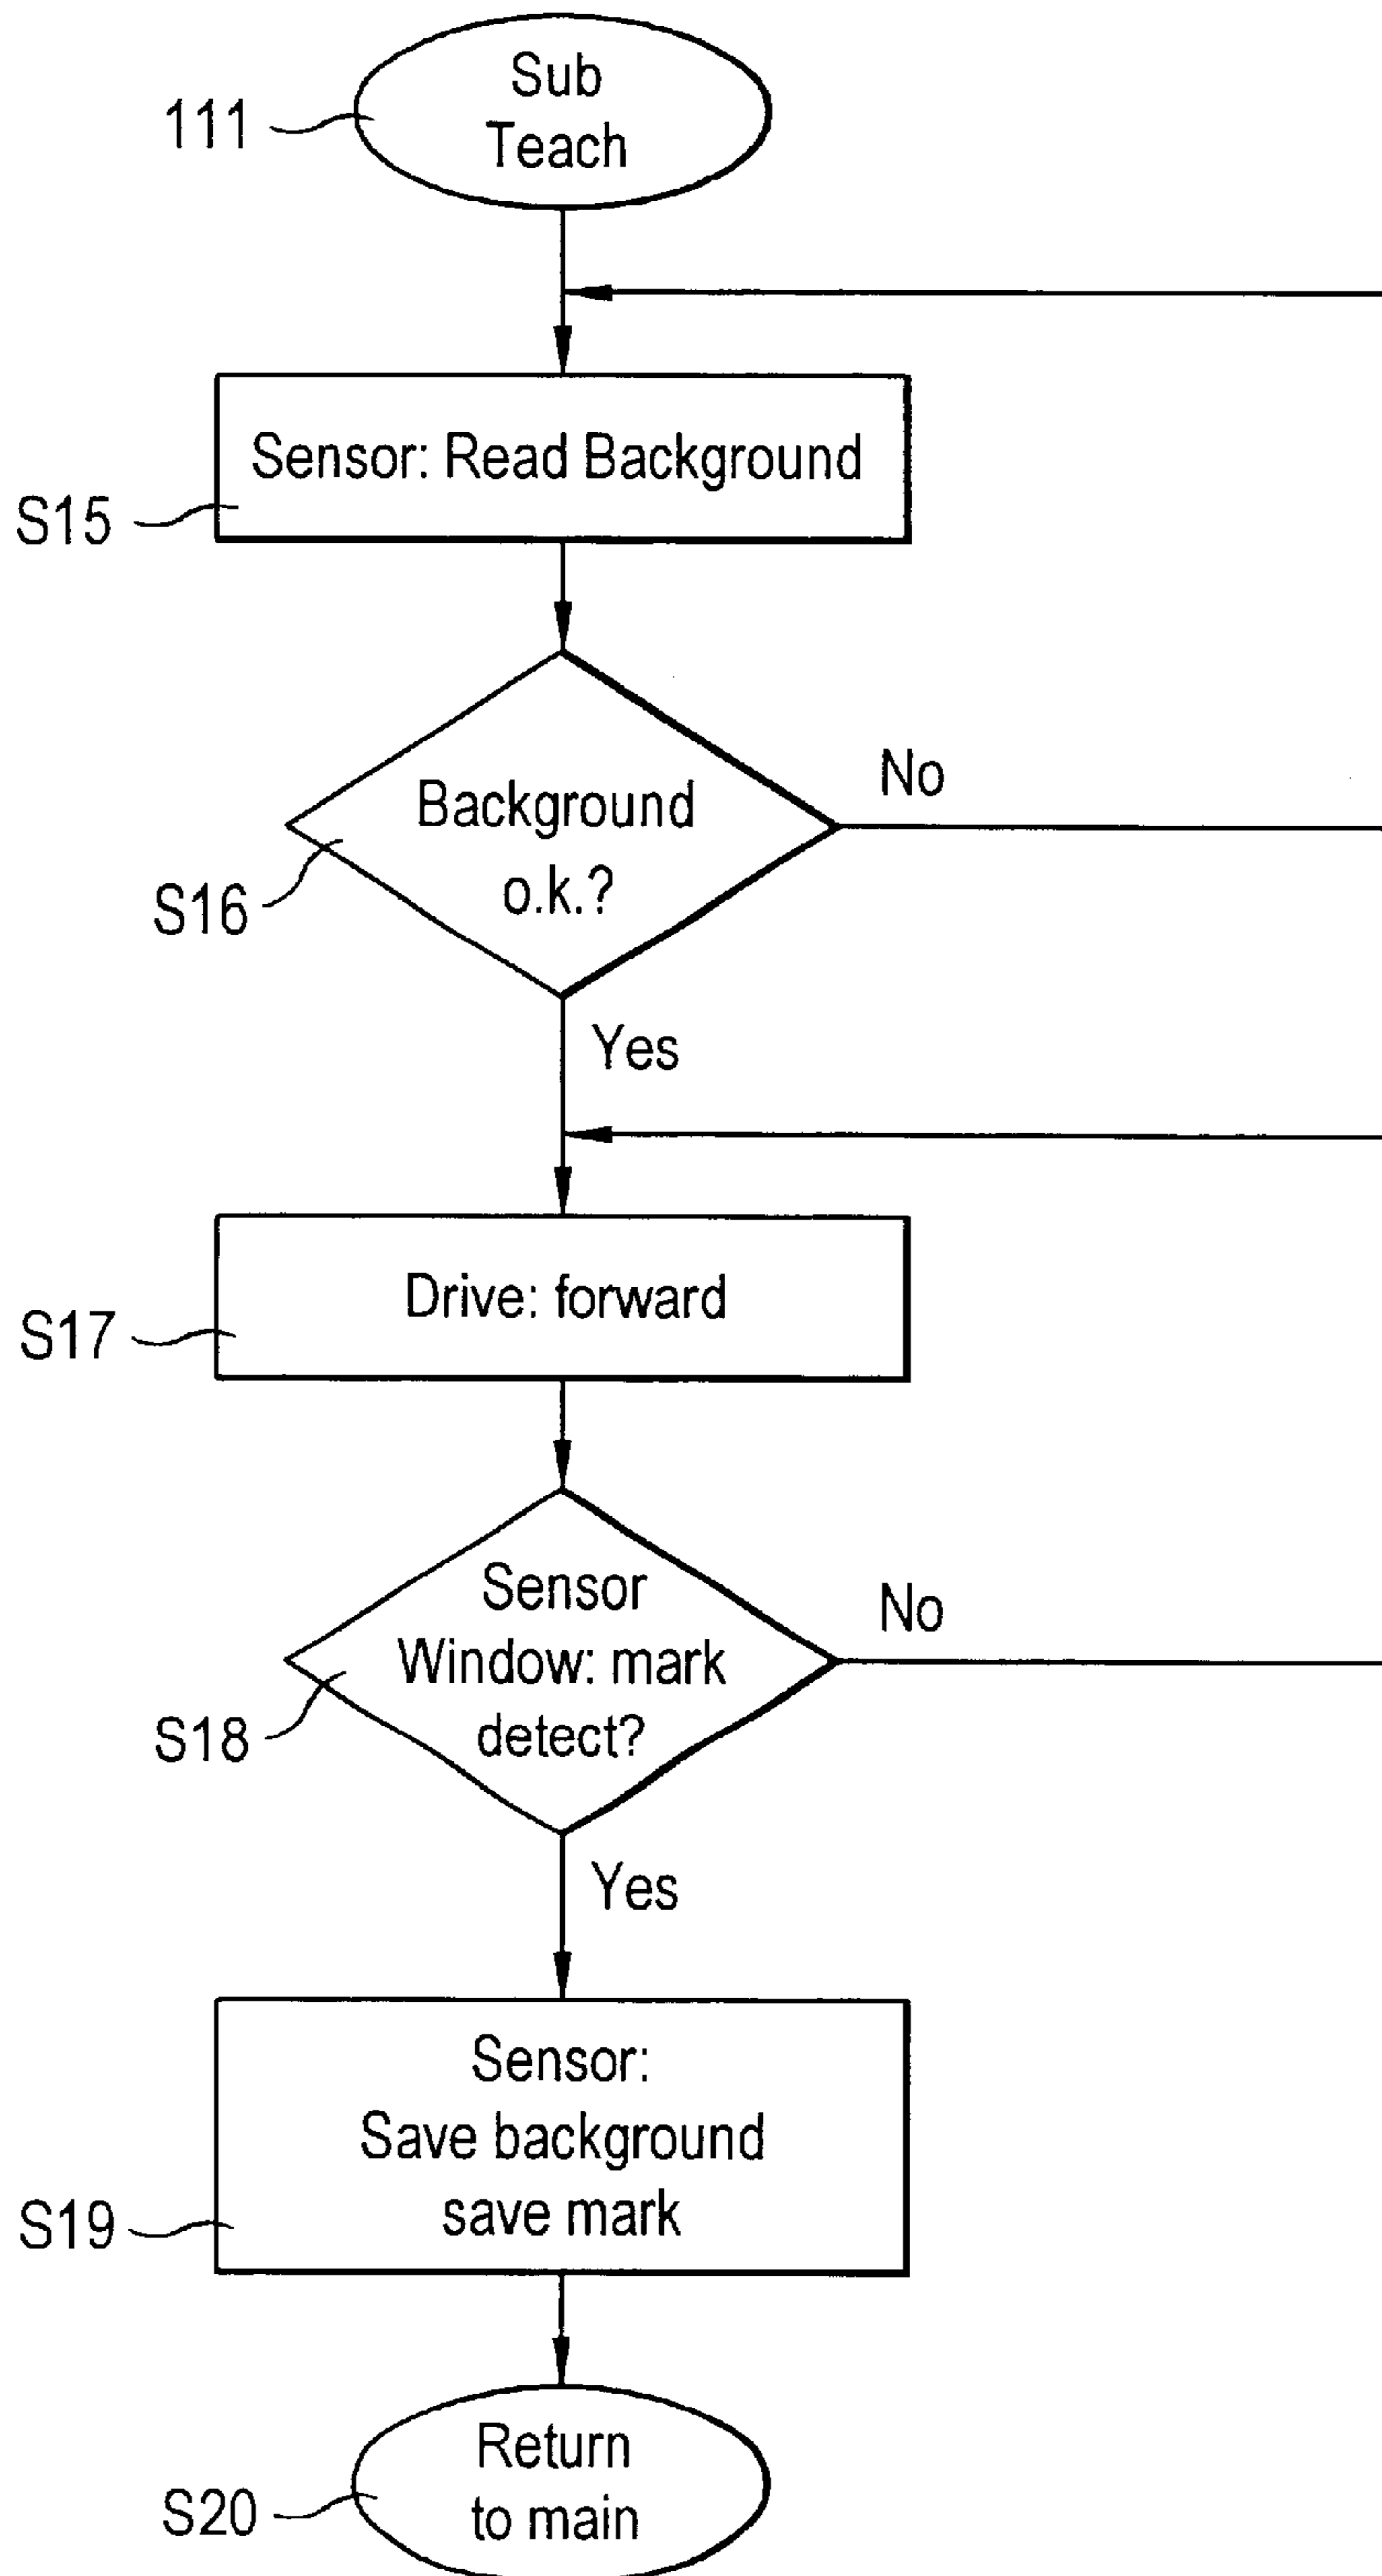 Sub
Teach
111
Sensor: Read Background
S15
Background
o.k.?
No
S16
Yes
Drive: forward
S17
Sensor
Window: mark
detect?
No
S18
Yes
Sensor:
Save background
save mark
S19
Return
to main
S20